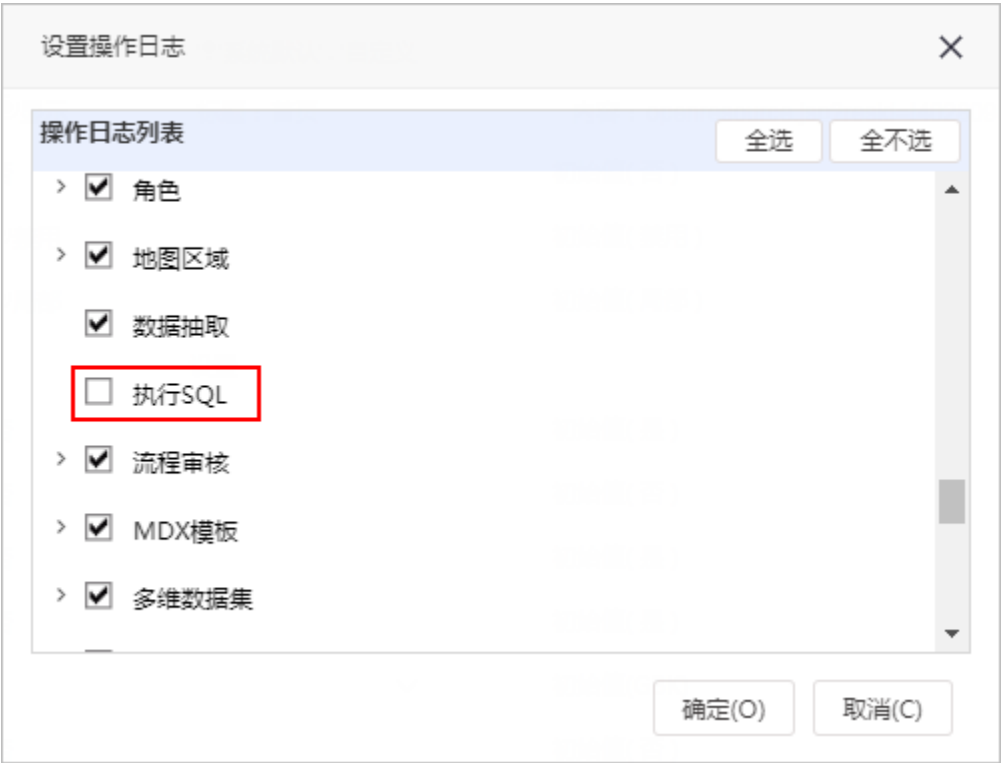 设置操作日志
操作日志列表 全选 全不选
角色
地图区域
数据抽取
执行SQL
流程审核
MDX模板
多维数据集
确定(O) 取消(C)